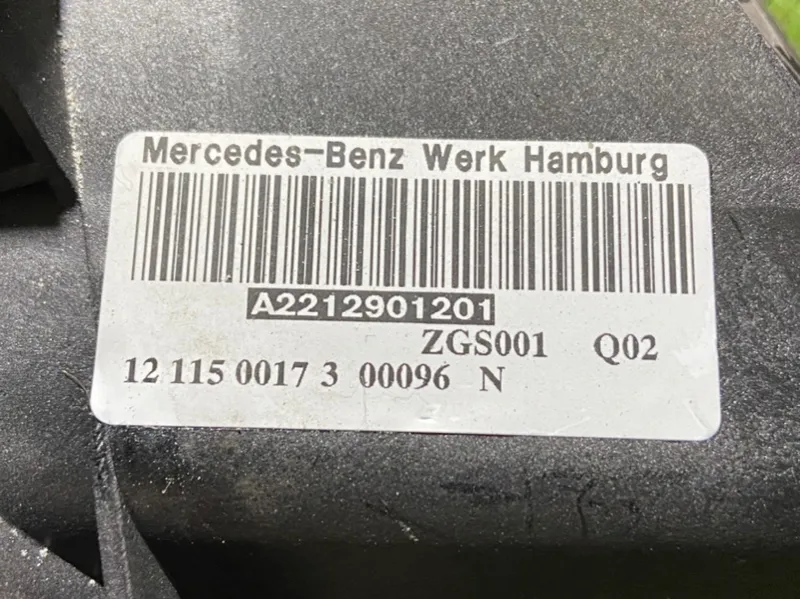 Mercedes-Benz Werk Hamburg
A2212901201
ZGS001 Q02
12 115 0017 3 00096 N